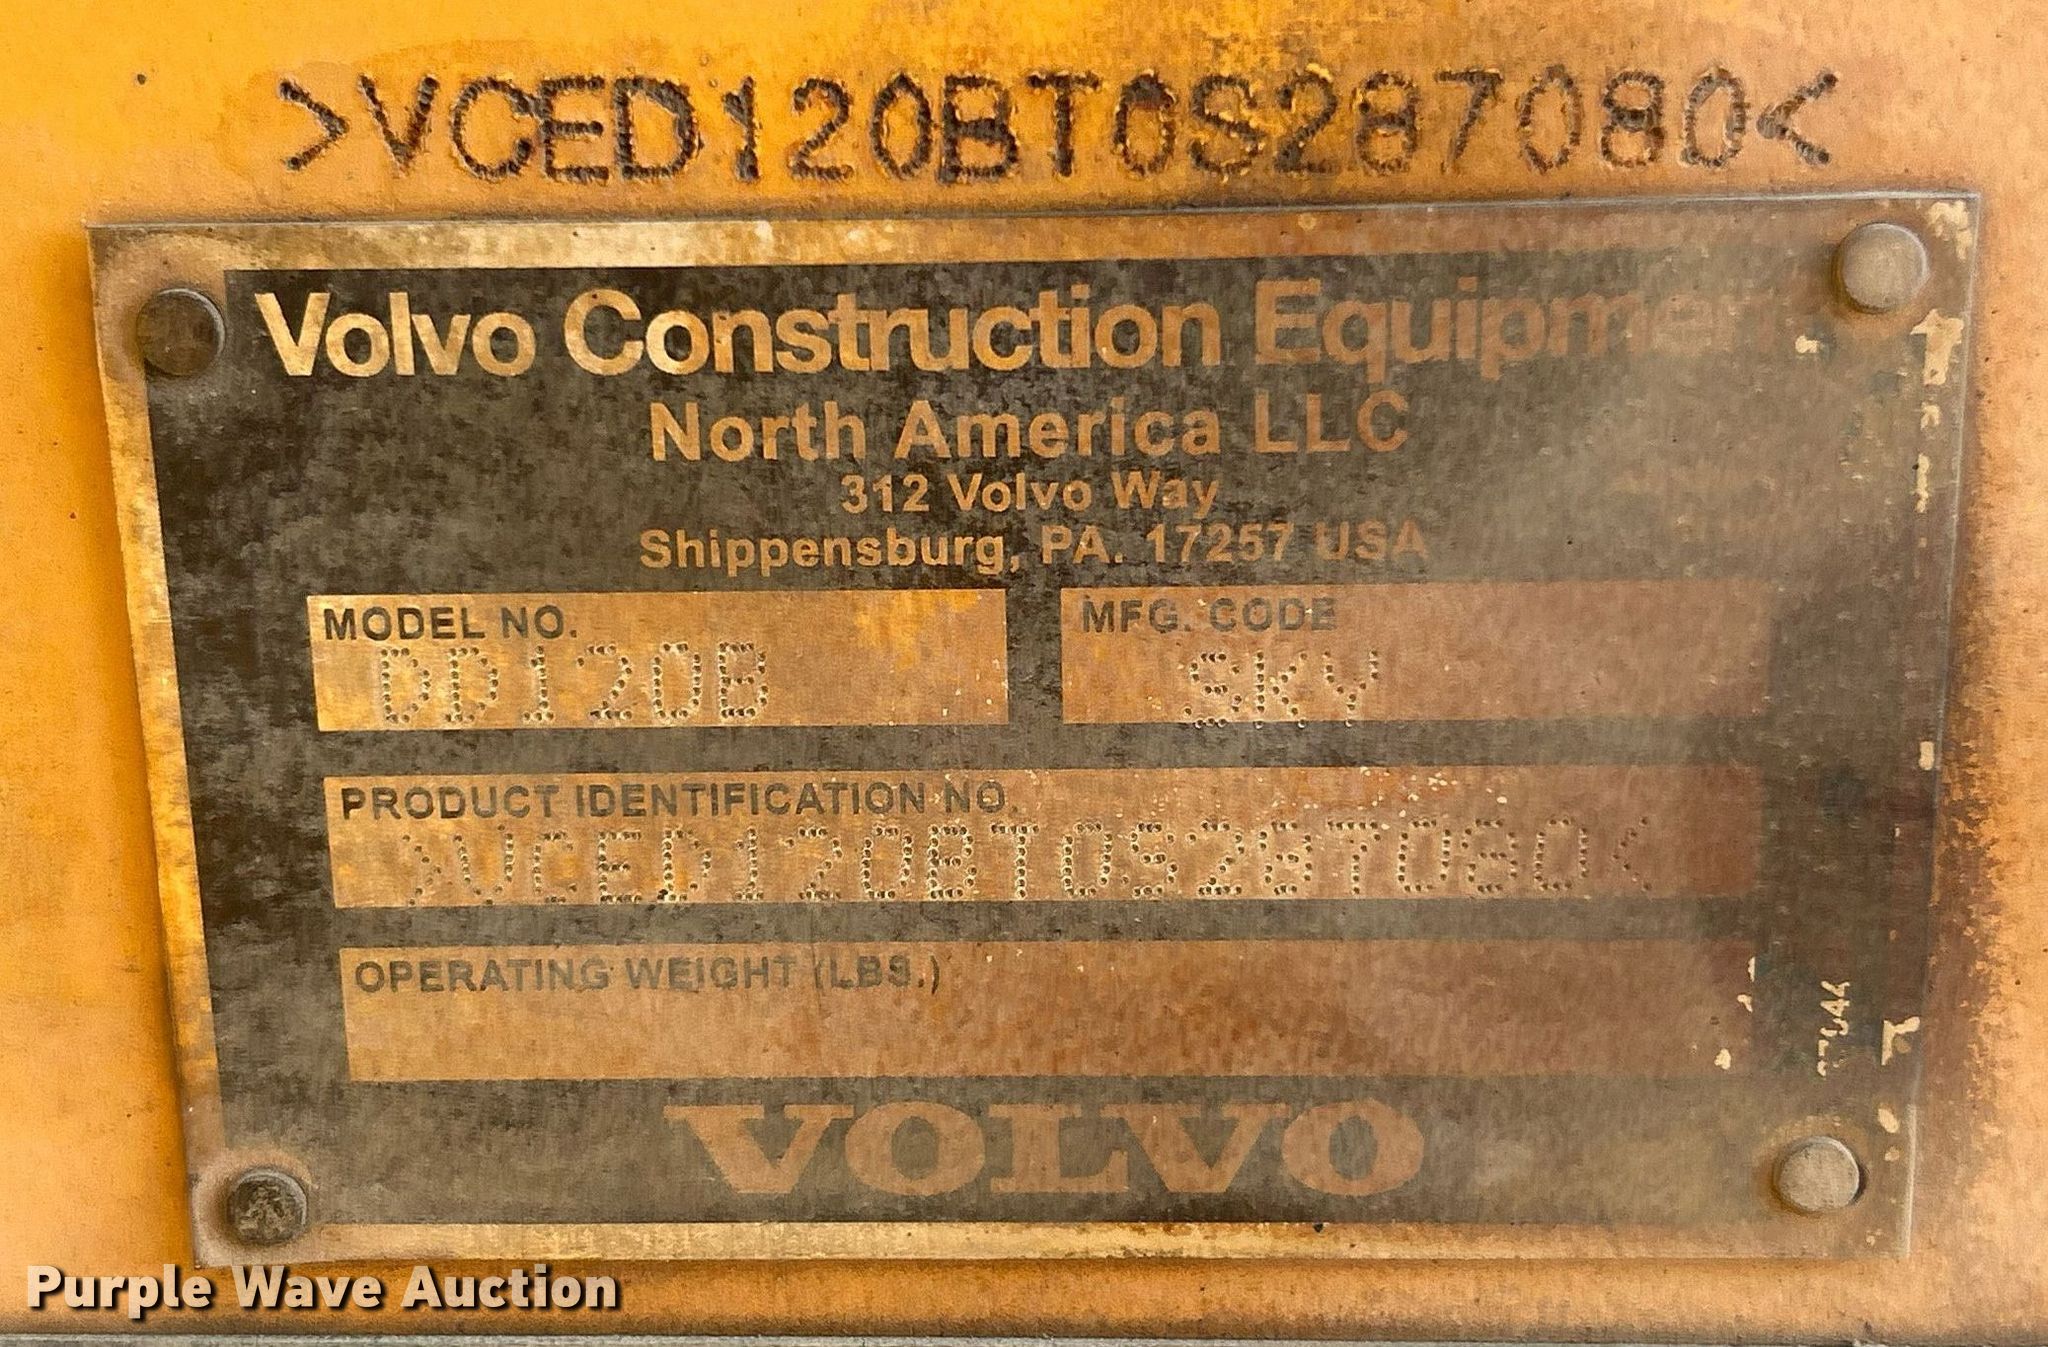 >VCED120BT0S287080<
Volvo Construction Equipment
North America LLC
312 Volvo Way
Shippensburg, PA. 17257 USA
MODEL NO.
DD120B
MFG. CODE
SKY
PRODUCT IDENTIFICATION NO.
>VCED120BT0S287080<
OPERATING WEIGHT (LBS.)
VOLVO
Purple Wave Auction